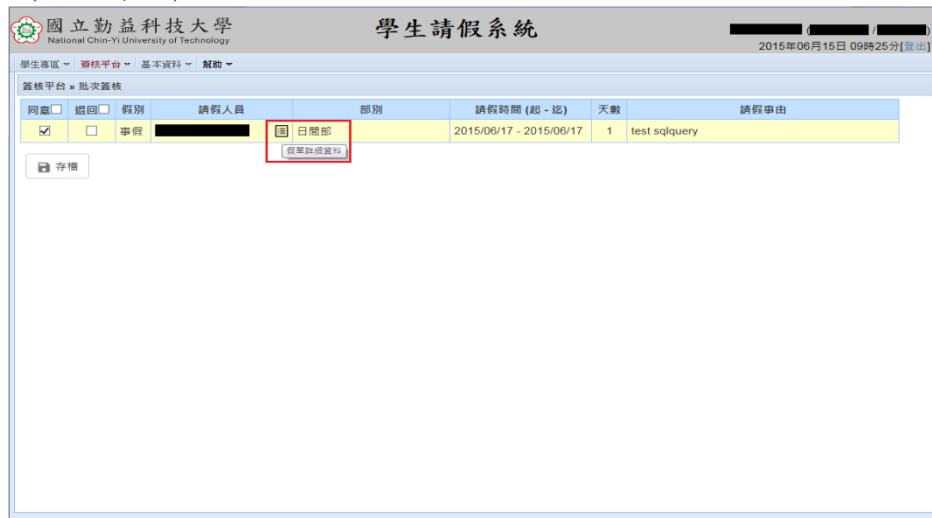 國立勤益科技大學
National Chin-Yi University of Technology
學生請假系統
( / )
2015年06月15日 09時25分[登出]
學生專區 簽核平台 基本資料 幫助
簽核平台 » 批次簽核
同意 退回 假別 請假人員 部別 請假時間 (起 - 迄) 天數 請假事由
事假 日間部 2015/06/17 - 2015/06/17 1 test sqlquery
假單詳細資料
存檔